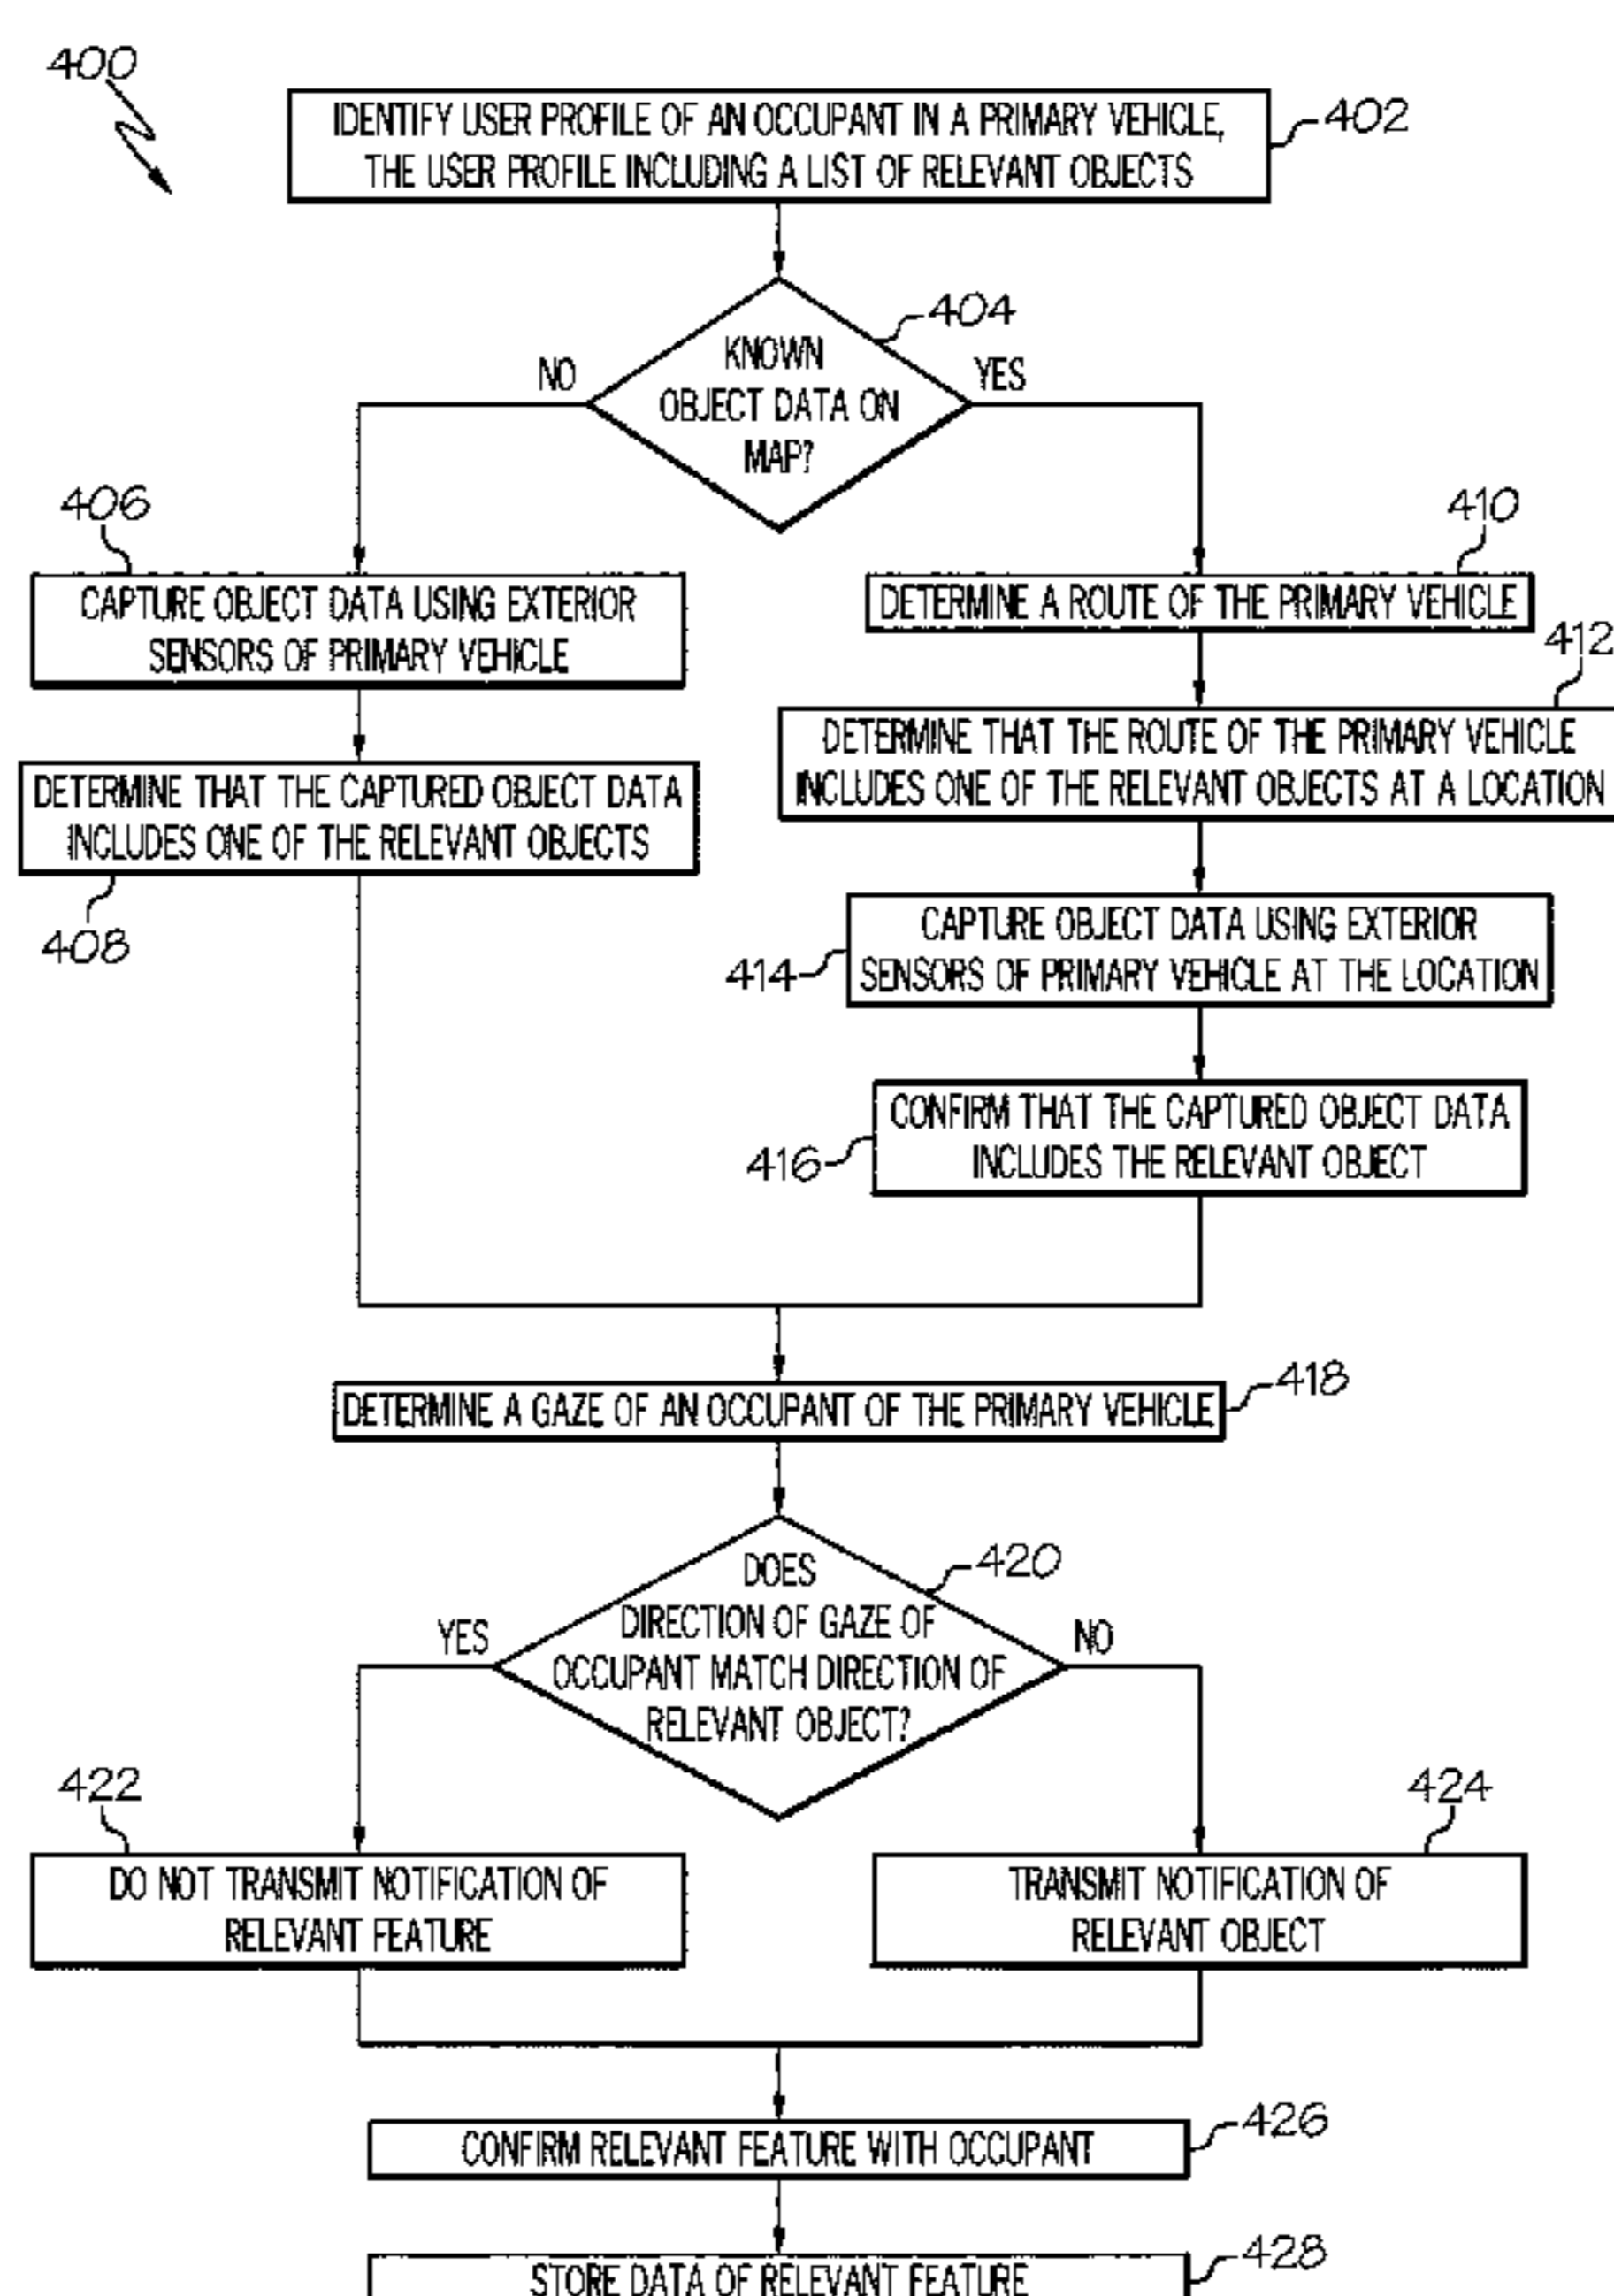 400
IDENTIFY USER PROFILE OF AN OCCUPANT IN A PRIMARY VEHICLE,
THE USER PROFILE INCLUDING A LIST OF RELEVANT OBJECTS
402
404
KNOWN
OBJECT DATA ON
MAP?
NO
YES
406
CAPTURE OBJECT DATA USING EXTERIOR
SENSORS OF PRIMARY VEHICLE
410
DETERMINE A ROUTE OF THE PRIMARY VEHICLE
412
DETERMINE THAT THE ROUTE OF THE PRIMARY VEHICLE
INCLUDES ONE OF THE RELEVANT OBJECTS AT A LOCATION
DETERMINE THAT THE CAPTURED OBJECT DATA
INCLUDES ONE OF THE RELEVANT OBJECTS
408
CAPTURE OBJECT DATA USING EXTERIOR
SENSORS OF PRIMARY VEHICLE AT THE LOCATION
414
CONFIRM THAT THE CAPTURED OBJECT DATA
INCLUDES THE RELEVANT OBJECT
416
DETERMINE A GAZE OF AN OCCUPANT OF THE PRIMARY VEHICLE
418
DOES
DIRECTION OF GAZE OF
OCCUPANT MATCH DIRECTION OF
RELEVANT OBJECT?
420
YES
NO
422
DO NOT TRANSMIT NOTIFICATION OF
RELEVANT FEATURE
424
TRANSMIT NOTIFICATION OF
RELEVANT OBJECT
CONFIRM RELEVANT FEATURE WITH OCCUPANT
426
STORE DATA OF RELEVANT FEATURE
428